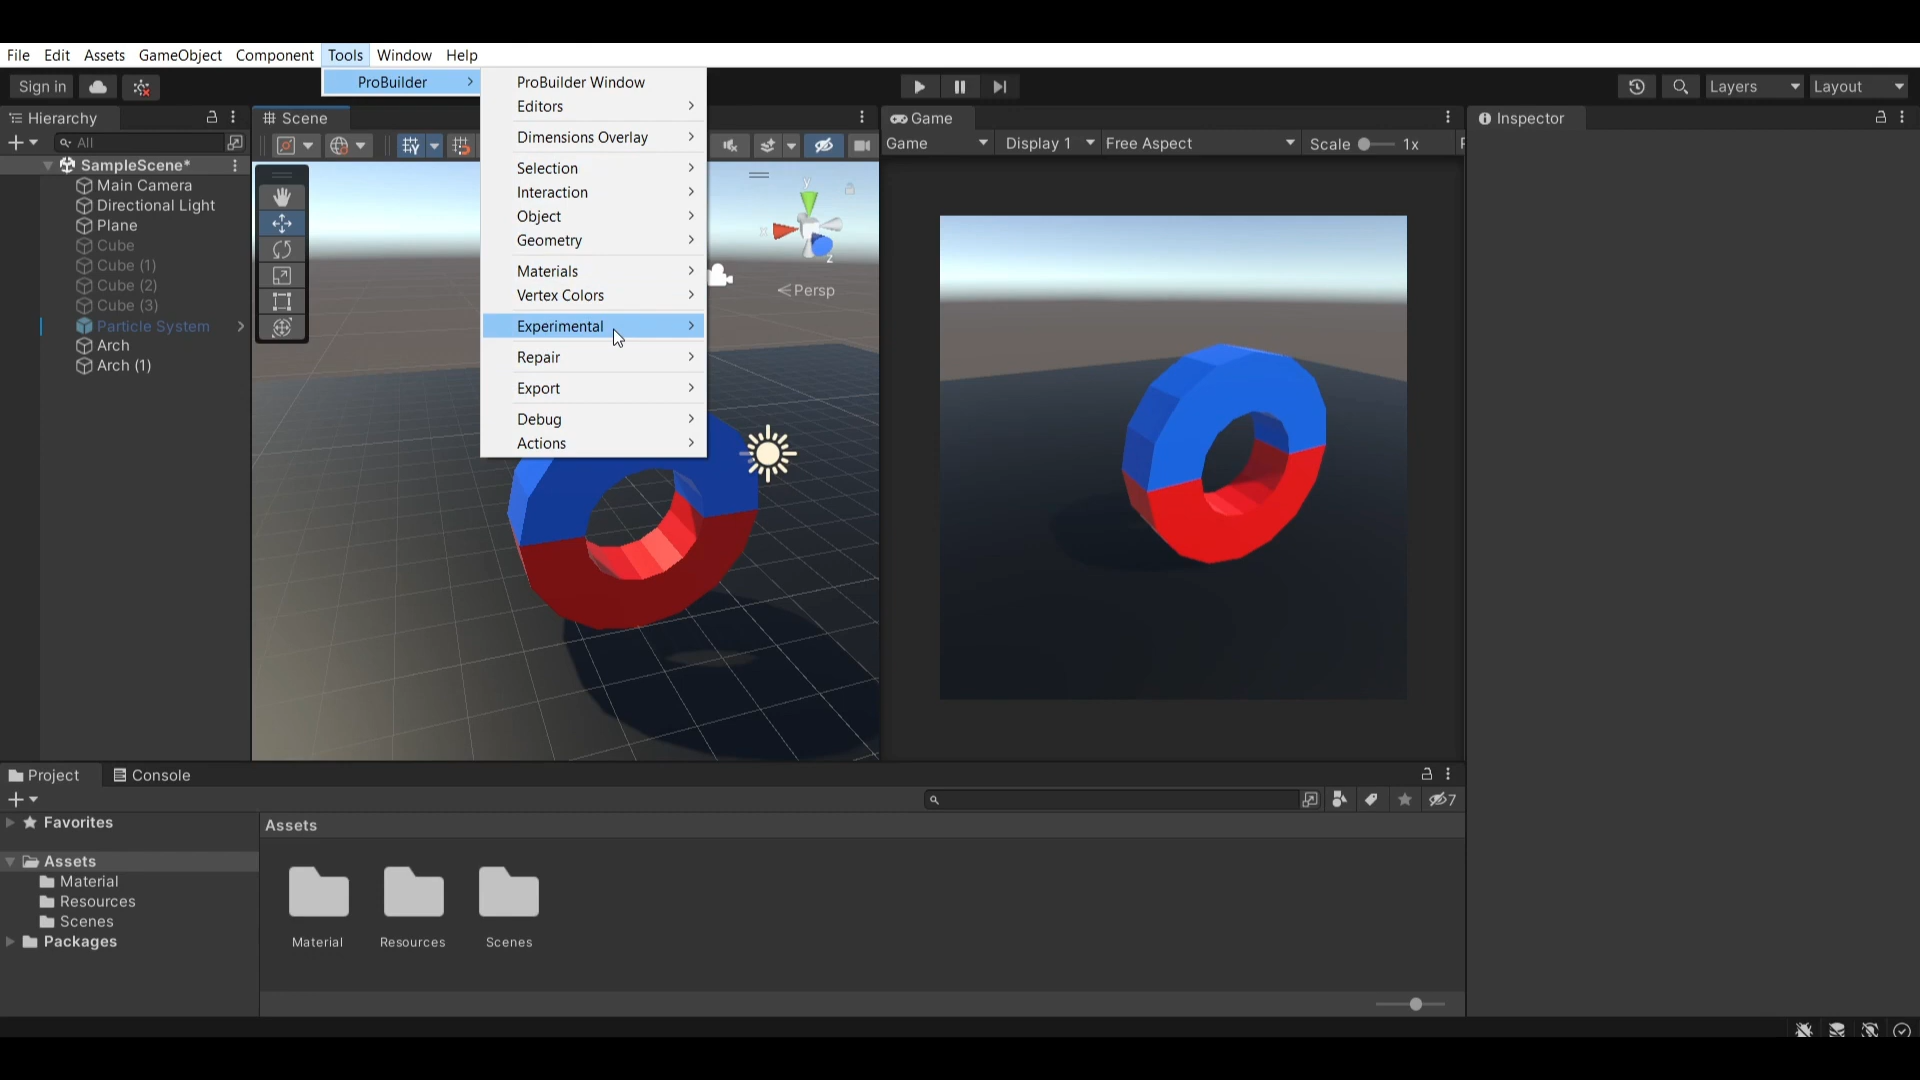 File Edit Assets GameObject Component Tools Window Help
Sign in
Layers
Layout
ProBuilder
ProBuilder Window
Editors
Dimensions Overlay
Selection
Interaction
Object
Geometry
Materials
Vertex Colors
Experimental
Repair
Export
Debug
Actions
Hierarchy
All
SampleScene*
Main Camera
Directional Light
Plane
Cube
Cube (1)
Cube (2)
Cube (3)
Particle System
Arch
Arch (1)
Scene
y
x
z
Persp
Game
Game Display 1 Free Aspect Scale 1x
Inspector
Project Console
7
Favorites
Assets
Material
Resources
Scenes
Packages
Assets
Material Resources Scenes